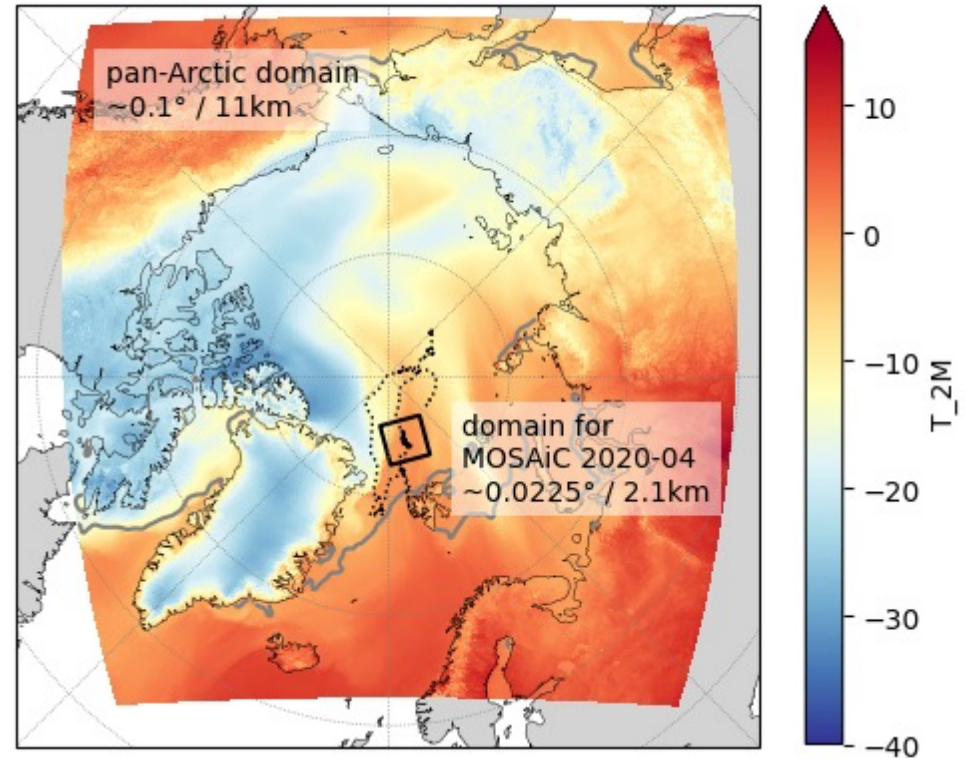 pan-Arctic domain
~0.1° / 11km
domain for
MOSAiC 2020-04
~0.0225° / 2.1km
10
0
−10
−20
−30
−40
T_2M